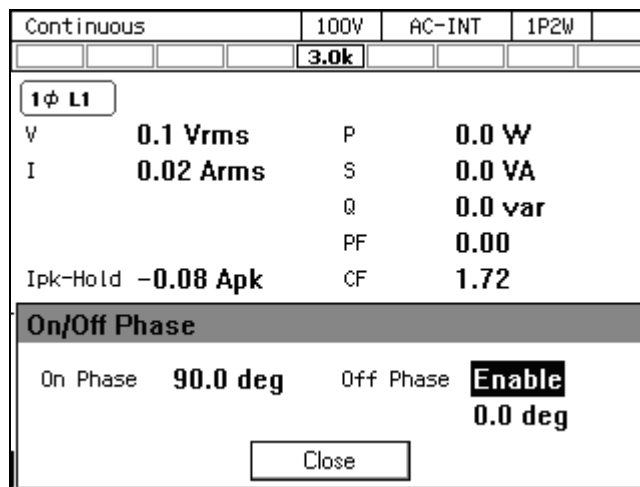 Continuous 100V AC-INT 1P2W
3.0k
1ϕ L1
V 0.1 Vrms P 0.0 W
I 0.02 Arms S 0.0 VA
Q 0.0 var
PF 0.00
Ipk-Hold -0.08 Apk CF 1.72
On/Off Phase
On Phase 90.0 deg Off Phase Enable
0.0 deg
Close